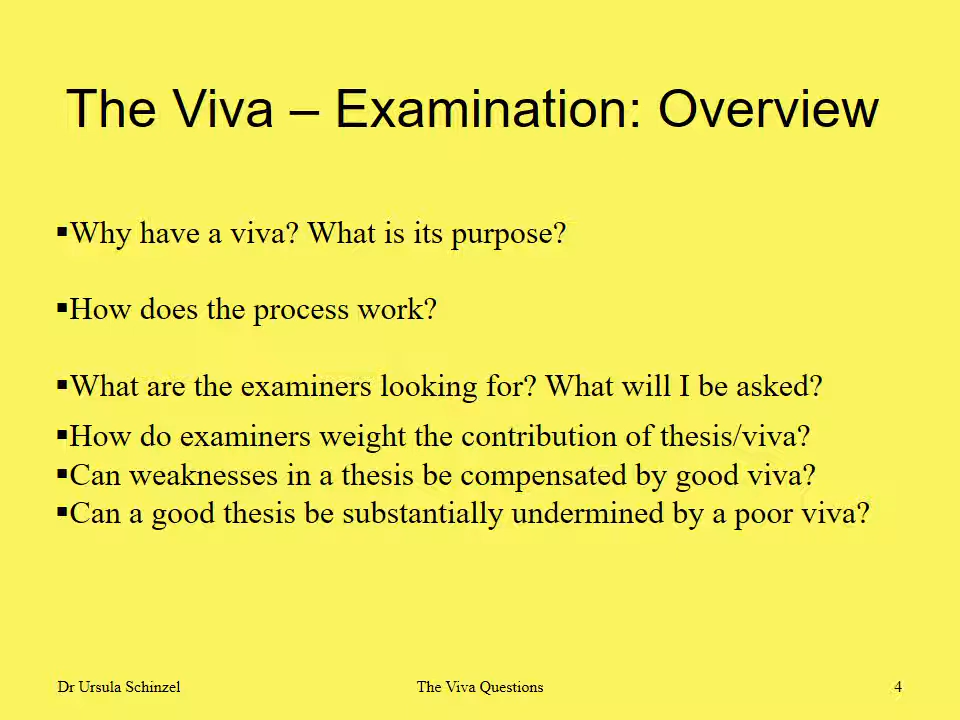 The Viva – Examination: Overview
▪Why have a viva? What is its purpose?
▪How does the process work?
▪What are the examiners looking for? What will I be asked?
▪How do examiners weight the contribution of thesis/viva?
▪Can weaknesses in a thesis be compensated by good viva?
▪Can a good thesis be substantially undermined by a poor viva?
Dr Ursula Schinzel
The Viva Questions
4